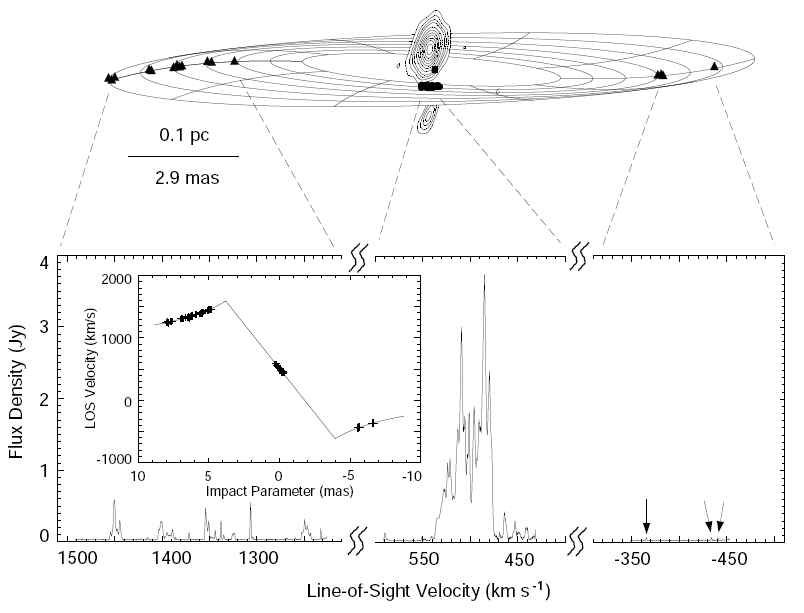 0.1 pc
2.9 mas
4
3
2
1
0
Flux Density (Jy)
2000
1000
0
-1000
LOS Velocity (km/s)
10 5 0 -5 -10
Impact Parameter (mas)
1500 1400 1300 550 450 -350 -450
Line-of-Sight Velocity (km s-1)